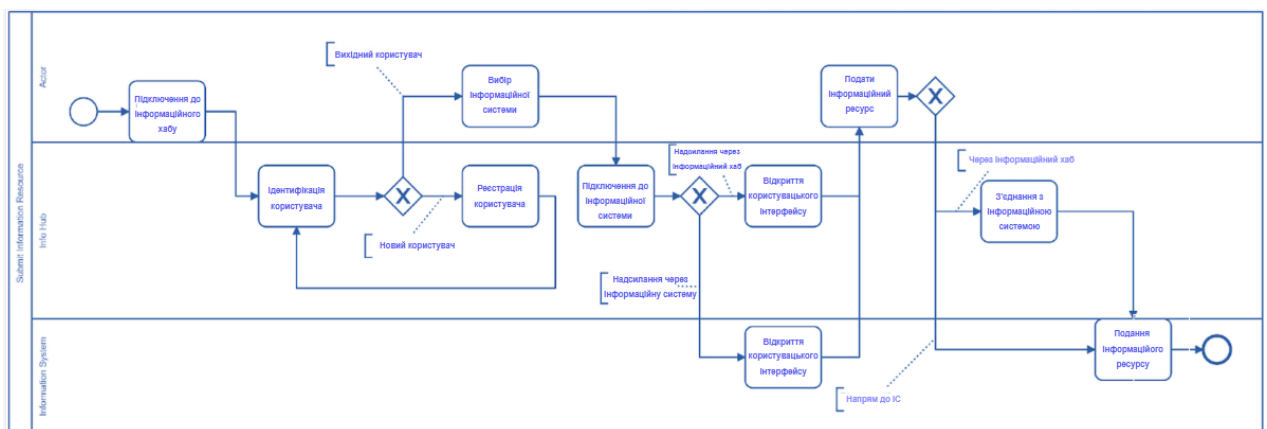 Submit Information Resource
Actor
Підключення до
інформаційного
хабу
Вихідний користувач
Вибір
інформаційної
системи
Подати
інформаційний
ресурс
Info Hub
Ідентифікація
користувача
Реєстрація
користувача
Новий користувач
Підключення до
інформаційної
системи
Надсилання через
інформаційний хаб
Відкриття
користувацького
інтерфейсу
Надсилання через
інформаційну систему
Через інформаційний хаб
З'єднання з
інформаційною
системою
Information System
Відкриття
користувацького
інтерфейсу
Напрям до ІС
Подання
інформаційого
ресурсу